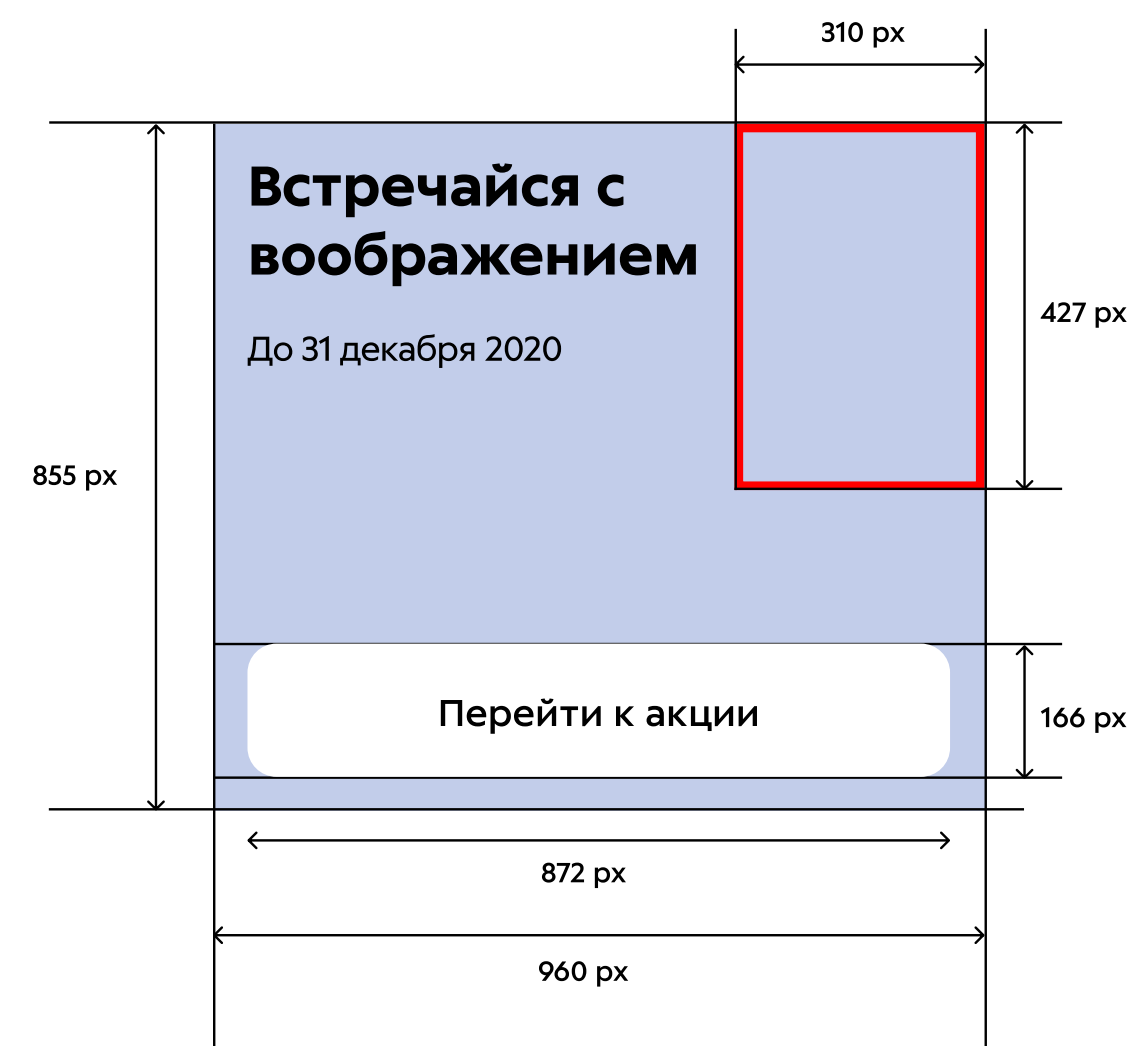 310 px
Встречайся с
воображением
427 px
До 31 декабря 2020
855 px
Перейти к акции
166 px
872 px
960 px